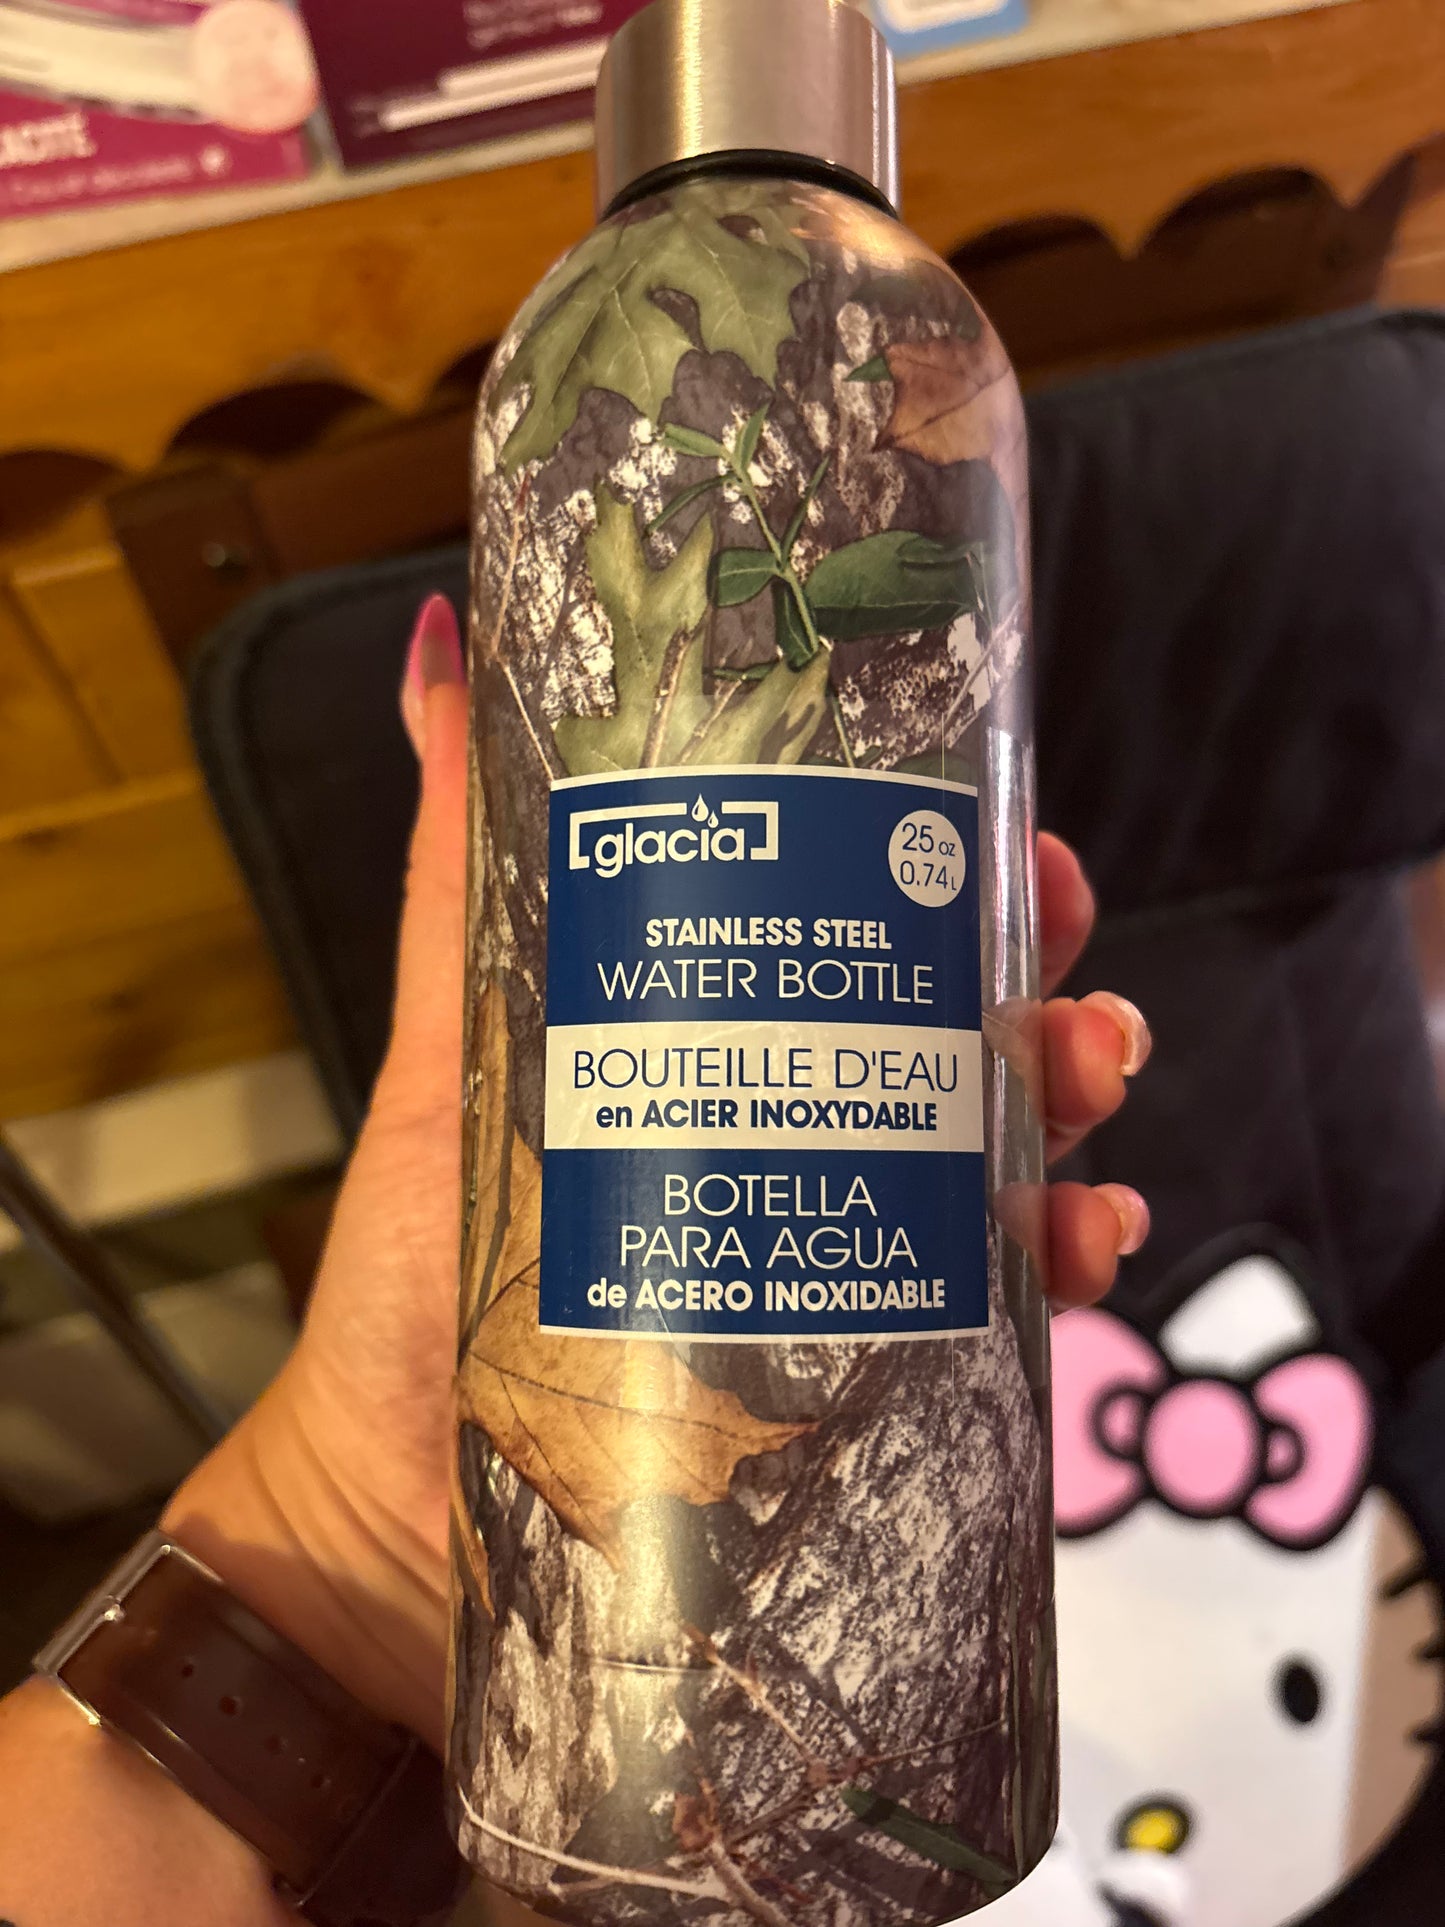 LACITÉ
glacia
25 oz
0.74 L
STAINLESS STEEL
WATER BOTTLE
BOUTEILLE D'EAU
en ACIER INOXYDABLE
BOTELLA
PARA AGUA
de ACERO INOXIDABLE